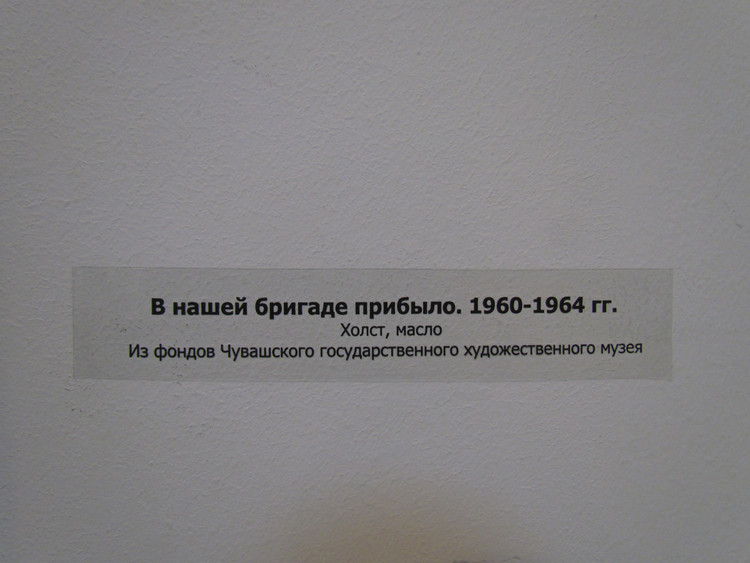 В нашей бригаде прибыло. 1960-1964 гг.
Холст, масло
Из фондов Чувашского государственного художественного музея